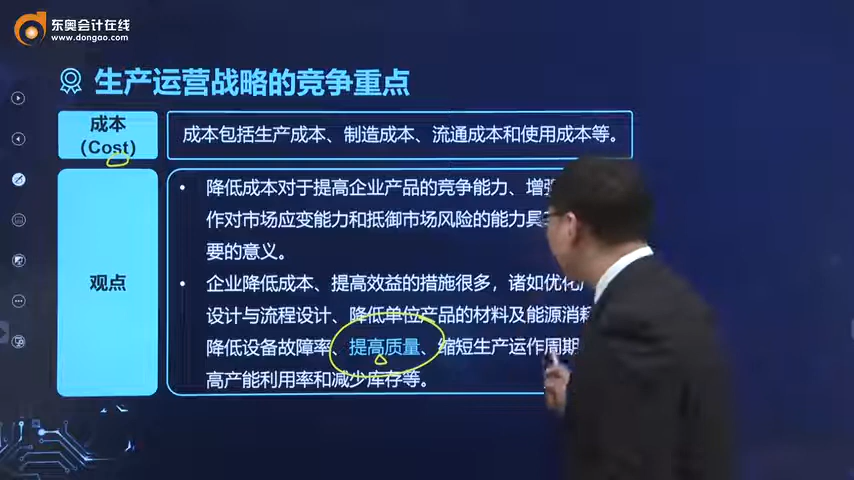 东奥会计在线
www.dongao.com
生产运营战略的竞争重点
成本
（Cost）
成本包括生产成本、制造成本、流通成本和使用成本等。
观点
• 降低成本对于提高企业产品的竞争能力、增强
作对市场应变能力和抵御市场风险的能力具
要的意义。
• 企业降低成本、提高效益的措施很多，诸如优化
设计与流程设计、降低单位产品的材料及能源消耗
降低设备故障率、提高质量、缩短生产运作周期
高产能利用率和减少库存等。